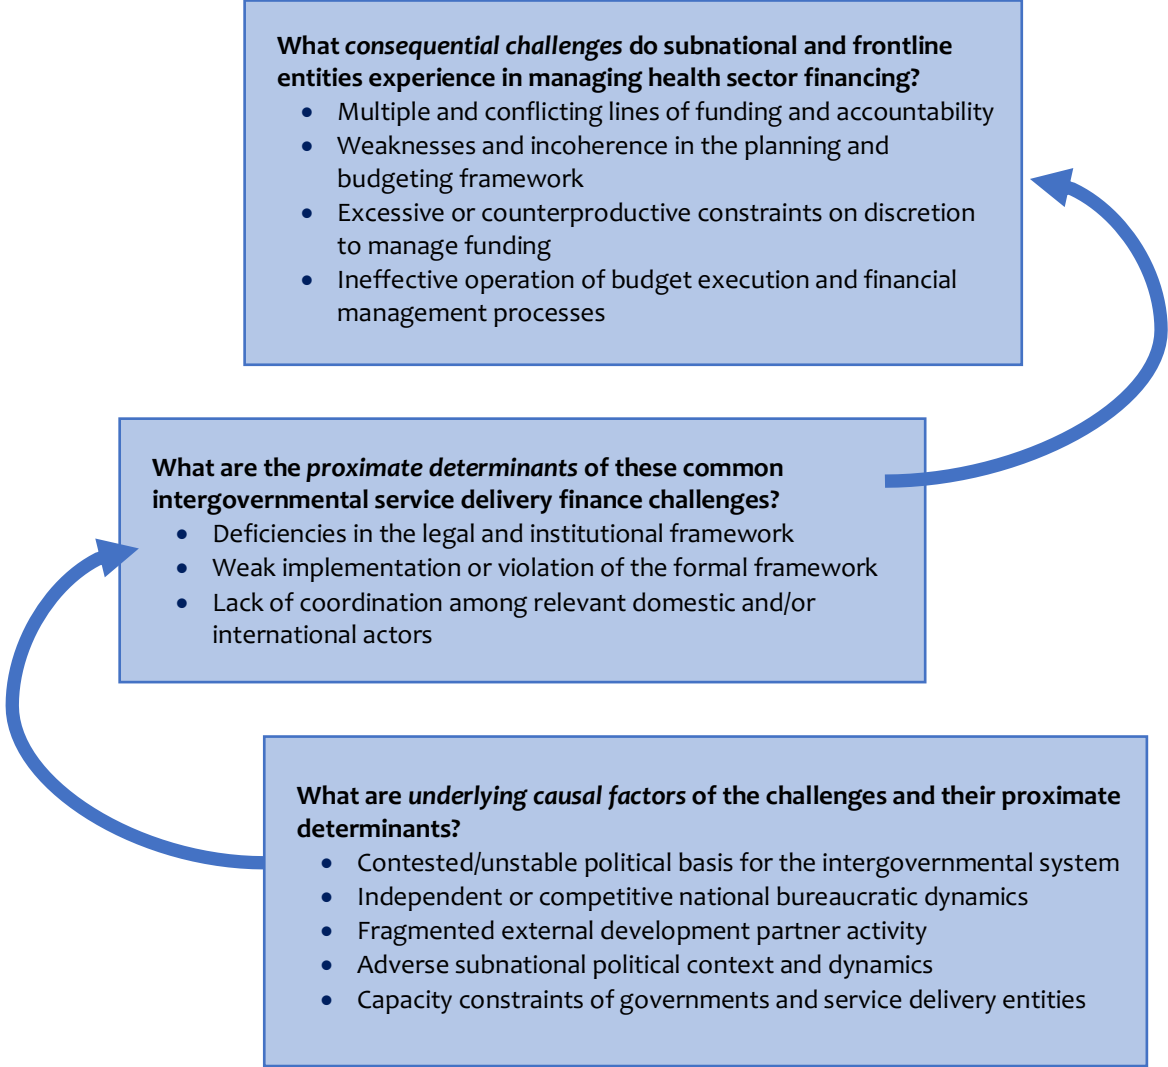 What consequential challenges do subnational and frontline
entities experience in managing health sector financing?
• Multiple and conflicting lines of funding and accountability
• Weaknesses and incoherence in the planning and
budgeting framework
• Excessive or counterproductive constraints on discretion
to manage funding
• Ineffective operation of budget execution and financial
management processes
What are the proximate determinants of these common
intergovernmental service delivery finance challenges?
• Deficiencies in the legal and institutional framework
• Weak implementation or violation of the formal framework
• Lack of coordination among relevant domestic and/or
international actors
What are underlying causal factors of the challenges and their proximate
determinants?
• Contested/unstable political basis for the intergovernmental system
• Independent or competitive national bureaucratic dynamics
• Fragmented external development partner activity
• Adverse subnational political context and dynamics
• Capacity constraints of governments and service delivery entities